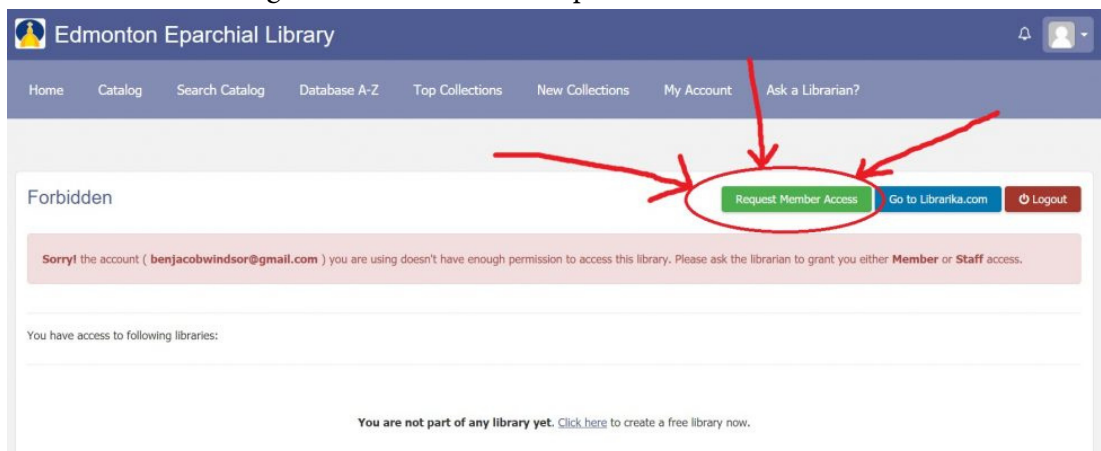 Edmonton Eparchial Library
Home Catalog Search Catalog Database A-Z Top Collections New Collections My Account Ask a Librarian?
Forbidden Request Member Access Go to Librarika.com Logout
Sorry! the account ( benjacobwindsor@gmail.com ) you are using doesn't have enough permission to access this library. Please ask the librarian to grant you either Member or Staff access.
You have access to following libraries:
You are not part of any library yet. Click here to create a free library now.